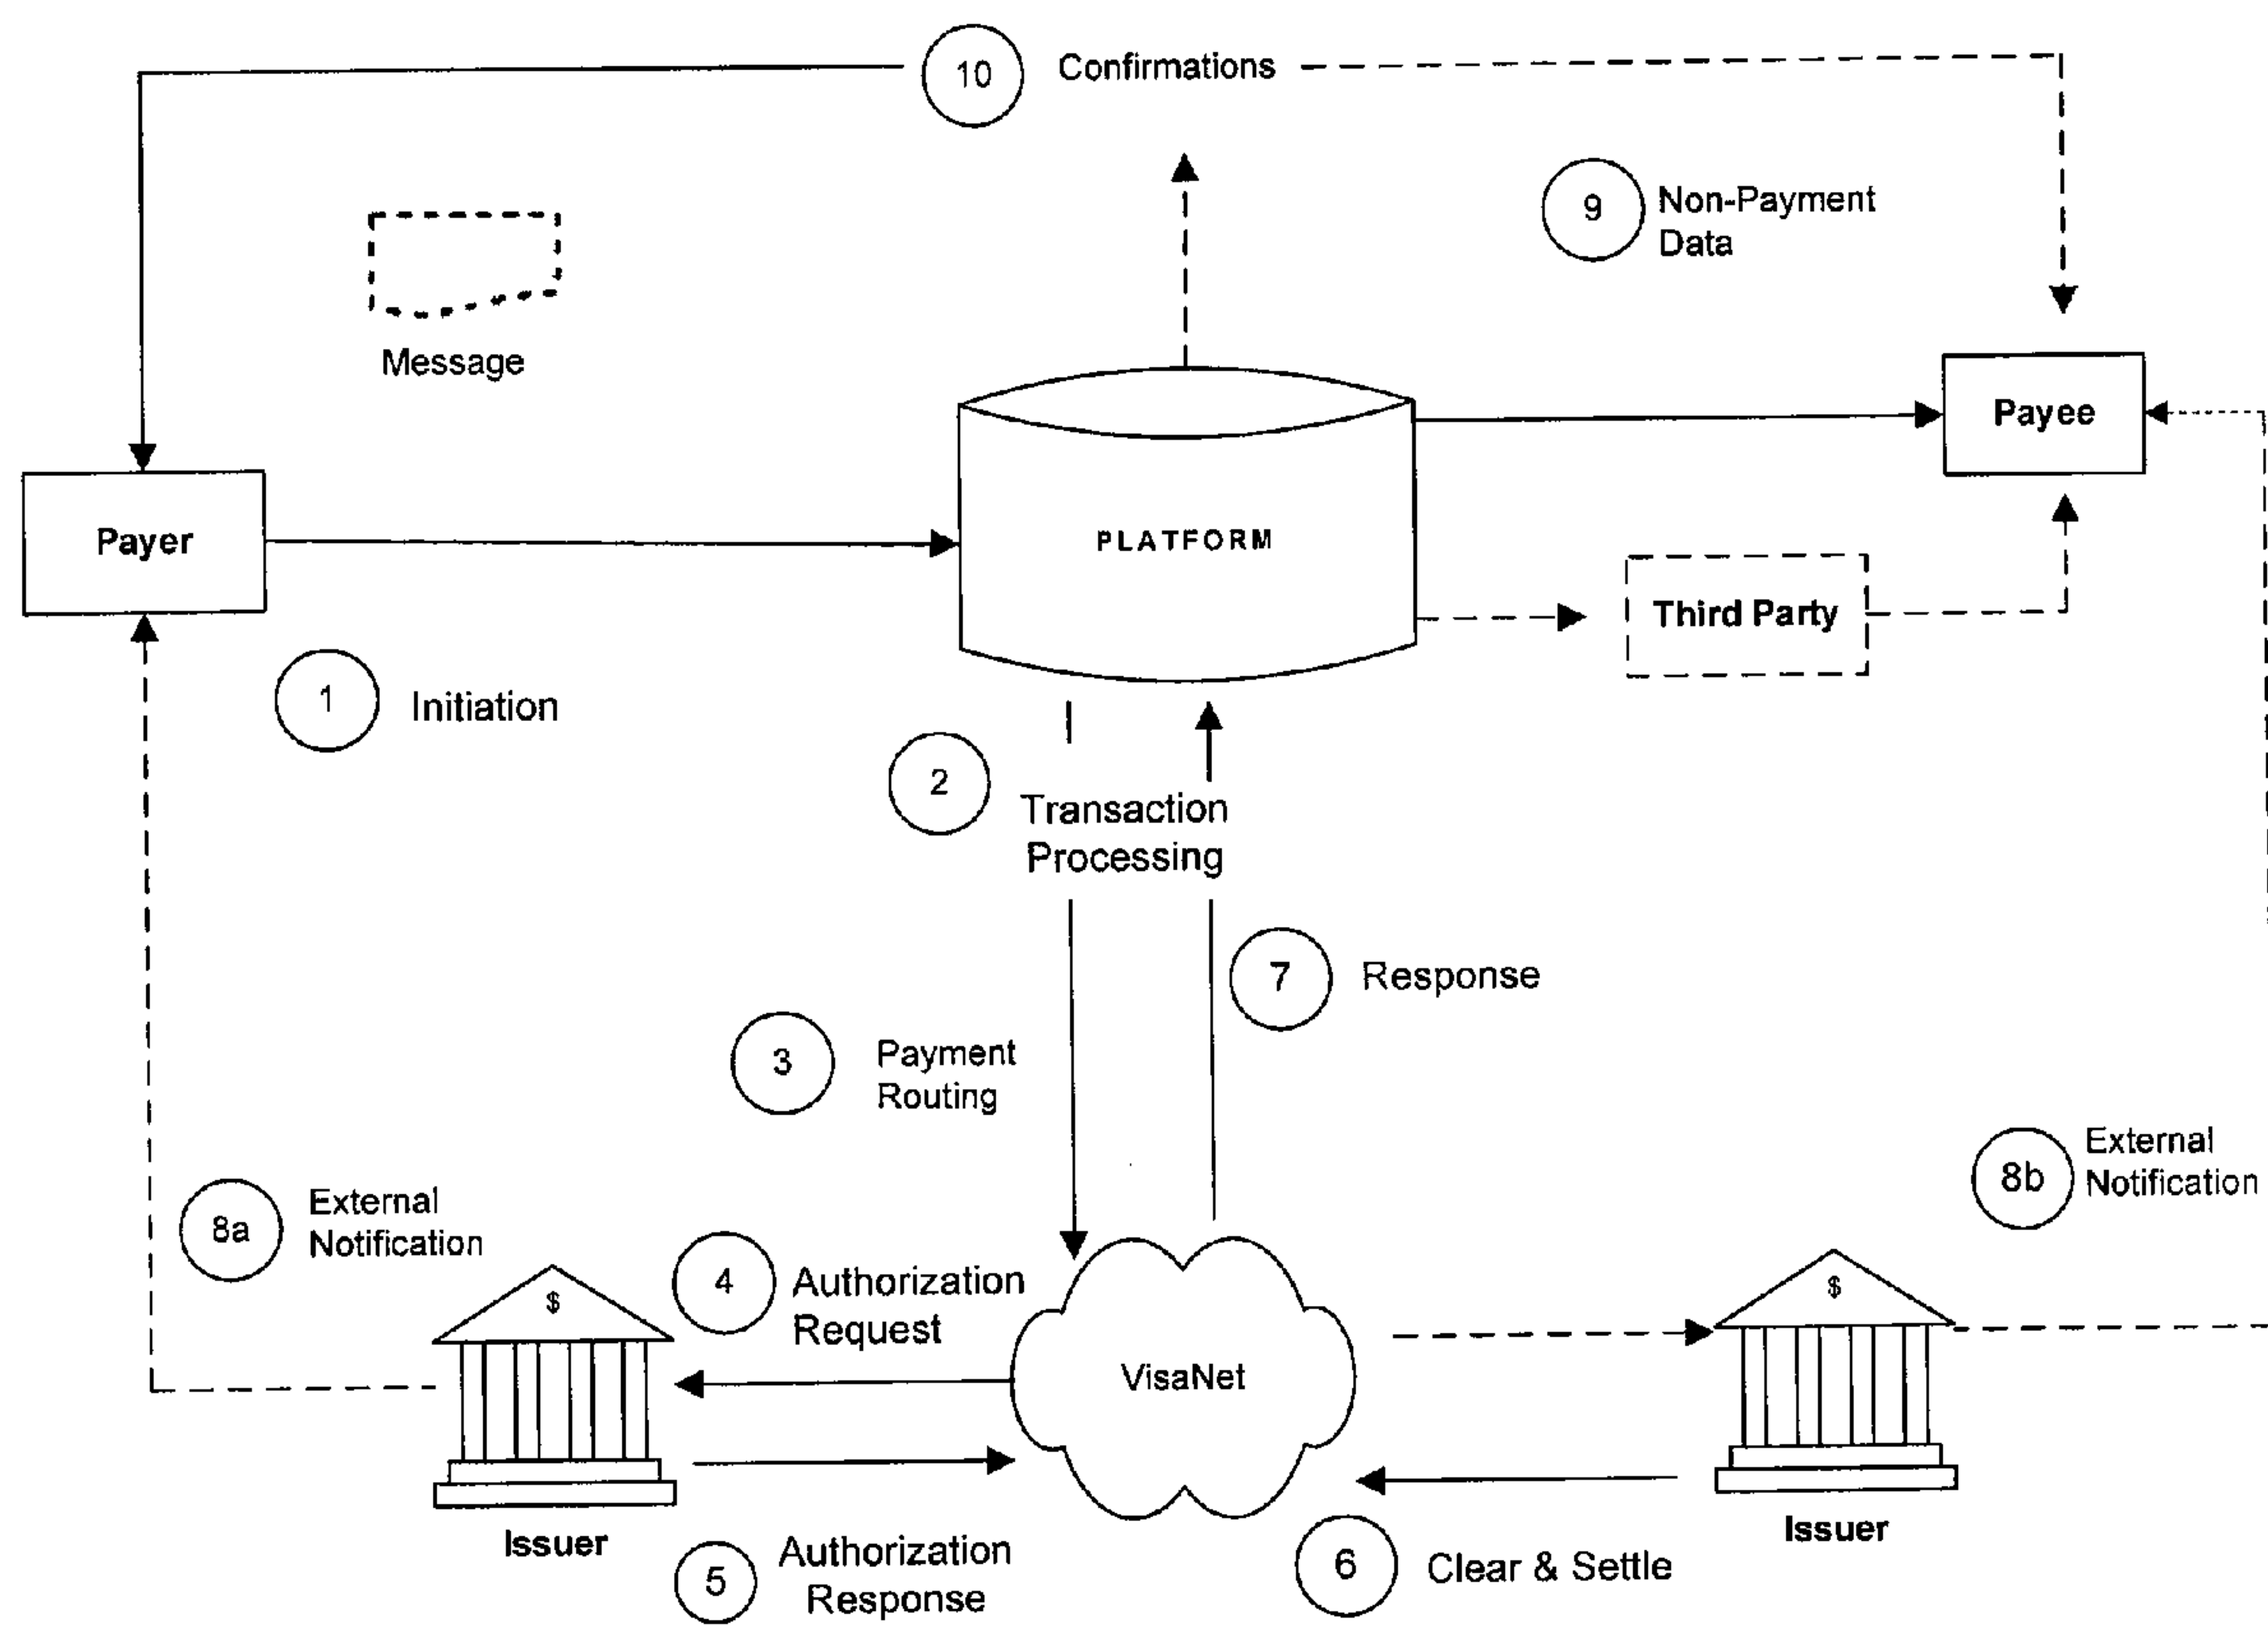 10 Confirmations
9 Non-Payment
Data
Message
Payee
Payer
PLATFORM
Third Party
1 Initiation
2
Transaction
Processing
7 Response
3 Payment
Routing
8a External
Notification
4 Authorization
Request
8b External
Notification
$
$
VisaNet
Issuer
Issuer
5 Authorization
Response
6 Clear & Settle